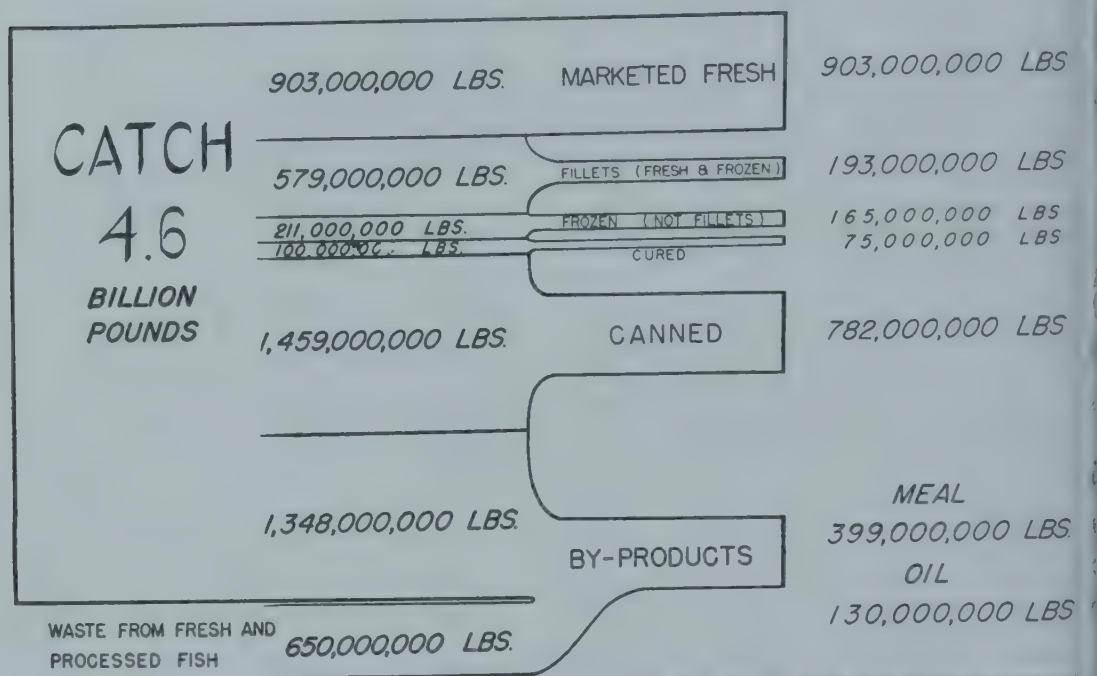 903,000,000 LBS. MARKETED FRESH 903,000,000 LBS
CATCH
579,000,000 LBS. FILLETS (FRESH & FROZEN) 193,000,000 LBS
4.6
211,000,000 LBS. FROZEN (NOT FILLETS) 165,000,000 LBS
LBS. CURED 75,000,000 LBS
BILLION
POUNDS
1,459,000,000 LBS. CANNED 782,000,000 LBS
1,348,000,000 LBS.
MEAL
399,000,000 LBS.
BY-PRODUCTS
OIL
130,000,000 LBS
WASTE FROM FRESH AND
PROCESSED FISH
650,000,000 LBS.